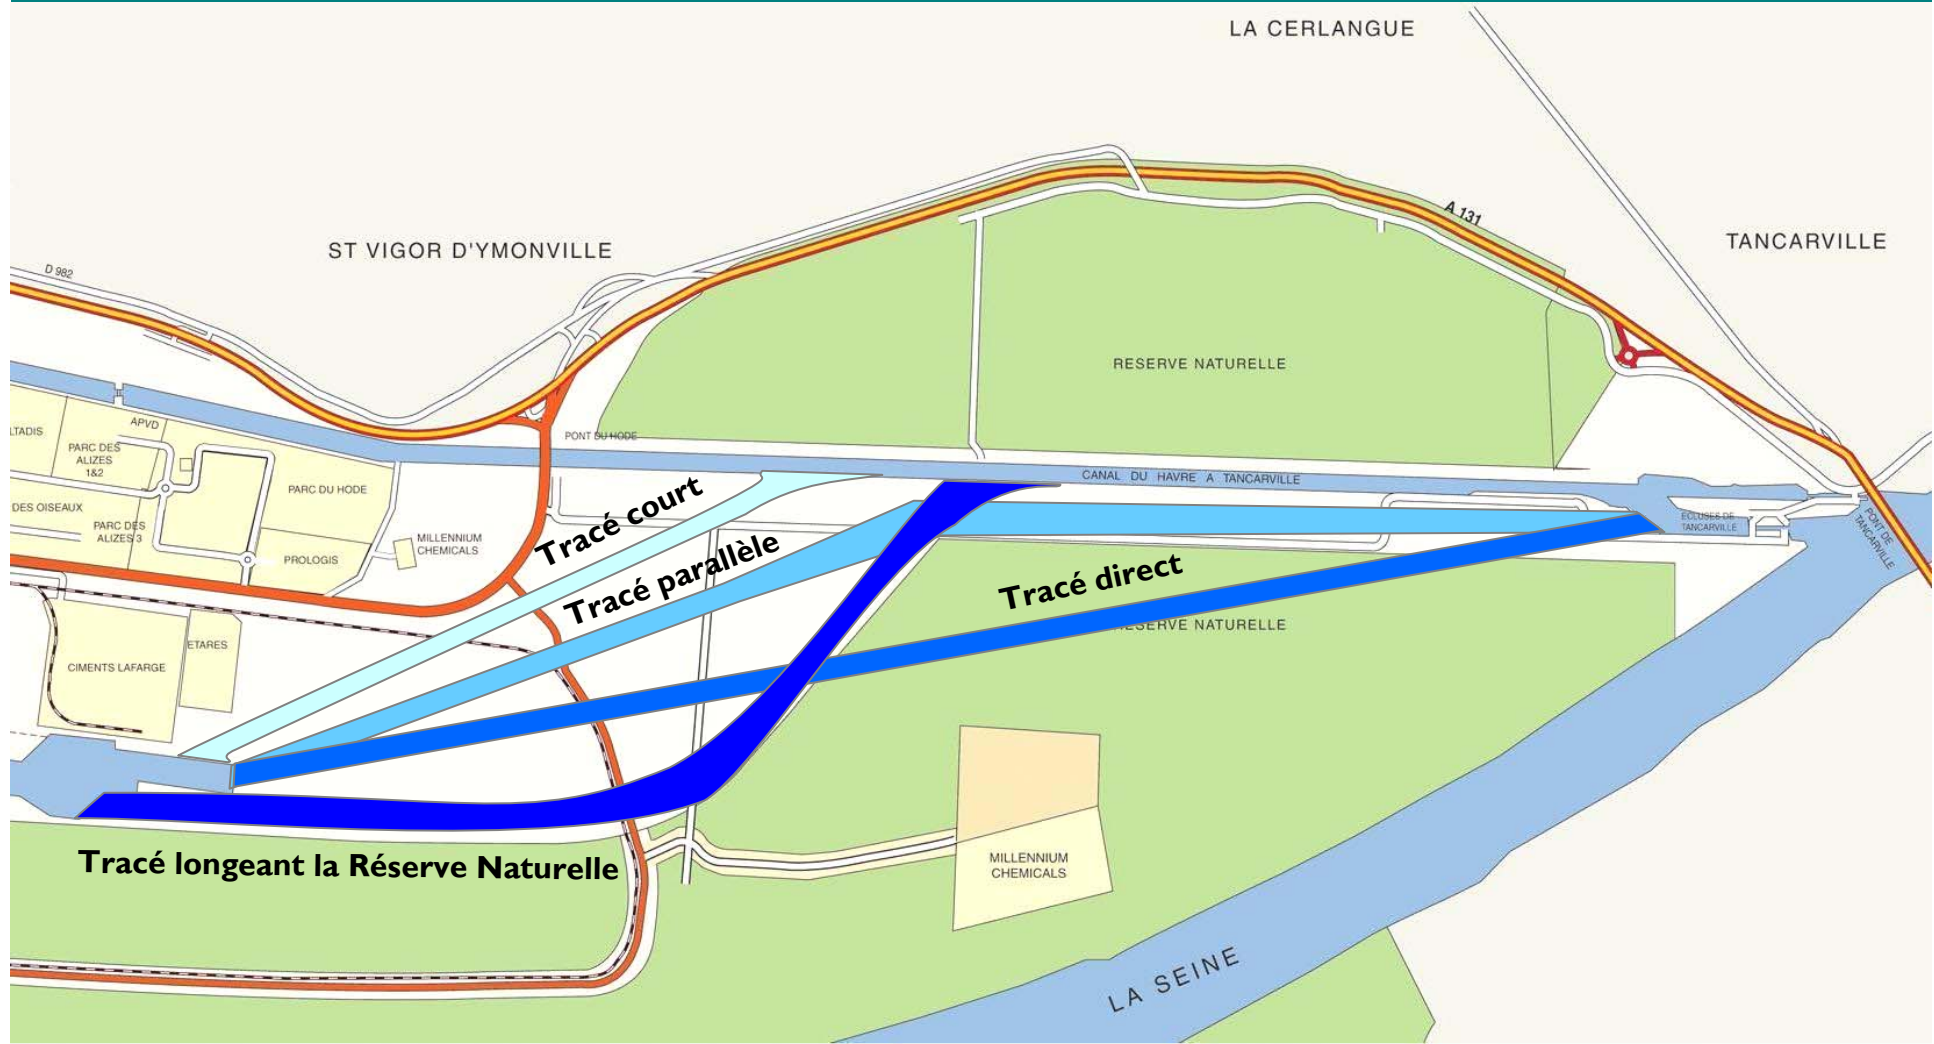 LA CERLANGUE
A 131
TANCARVILLE
ST VIGOR D'YMONVILLE
D 982
RESERVE NATURELLE
PONT DU HODE
LTADIS
APVD
PARC DES
ALIZES
1&2
PARC DU HODE
DES OISEAUX
PARC DES
ALIZES 3
PROLOGIS
MILLENNIUM
CHEMICALS
CANAL DU HAVRE A TANCARVILLE
ECLUSES DE
TANCARVILLE
PONT DE
TANCARVILLE
Tracé court
Tracé parallèle
Tracé direct
RESERVE NATURELLE
ETARES
CIMENTS LAFARGE
Tracé longeant la Réserve Naturelle
MILLENNIUM
CHEMICALS
LA SEINE